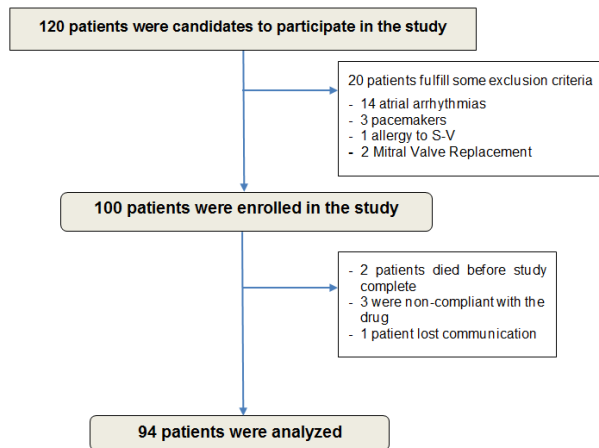 120 patients were candidates to participate in the study
20 patients fulfill some exclusion criteria
- 14 atrial arrhythmias
- 3 pacemakers
- 1 allergy to S-V
- 2 Mitral Valve Replacement
100 patients were enrolled in the study
- 2 patients died before study
complete
- 3 were non-compliant with the
drug
- 1 patient lost communication
94 patients were analyzed